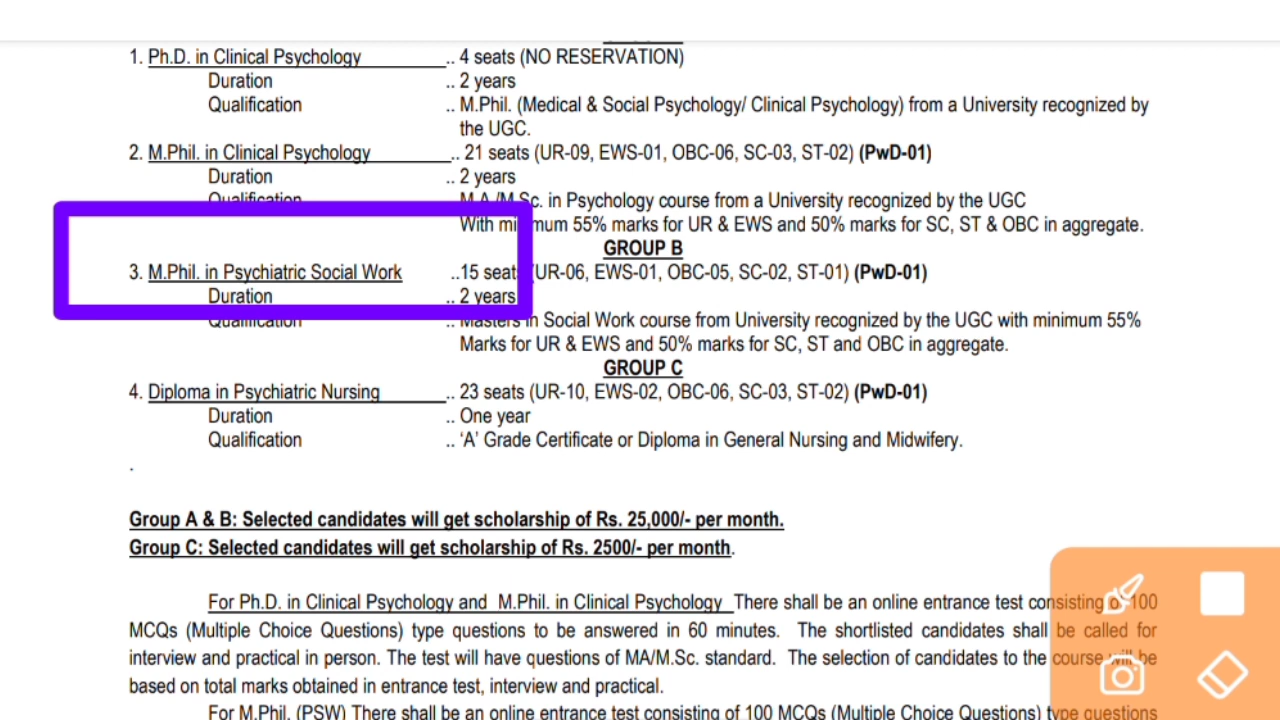 1. Ph.D. in Clinical Psychology .. 4 seats (NO RESERVATION)
Duration .. 2 years
Qualification .. M.Phil. (Medical & Social Psychology/ Clinical Psychology) from a University recognized by
the UGC.
2. M.Phil. in Clinical Psychology .. 21 seats (UR-09, EWS-01, OBC-06, SC-03, ST-02) (PwD-01)
Duration .. 2 years
Qualification M.A./M.Sc. in Psychology course from a University recognized by the UGC
With minimum 55% marks for UR & EWS and 50% marks for SC, ST & OBC in aggregate.
GROUP B
3. M.Phil. in Psychiatric Social Work ..15 seats (UR-06, EWS-01, OBC-05, SC-02, ST-01) (PwD-01)
Duration .. 2 years
Qualification .. Masters in Social Work course from University recognized by the UGC with minimum 55%
Marks for UR & EWS and 50% marks for SC, ST and OBC in aggregate.
GROUP C
4. Diploma in Psychiatric Nursing .. 23 seats (UR-10, EWS-02, OBC-06, SC-03, ST-02) (PwD-01)
Duration .. One year
Qualification .. ‘A’ Grade Certificate or Diploma in General Nursing and Midwifery.
.
Group A & B: Selected candidates will get scholarship of Rs. 25,000/- per month.
Group C: Selected candidates will get scholarship of Rs. 2500/- per month.
For Ph.D. in Clinical Psychology and M.Phil. in Clinical Psychology There shall be an online entrance test consisting of 100
MCQs (Multiple Choice Questions) type questions to be answered in 60 minutes. The shortlisted candidates shall be called for
interview and practical in person. The test will have questions of MA/M.Sc. standard. The selection of candidates to the course will be
based on total marks obtained in entrance test, interview and practical.
For M.Phil. (PSW) There shall be an online entrance test consisting of 100 MCQs (Multiple Choice Questions) type questions